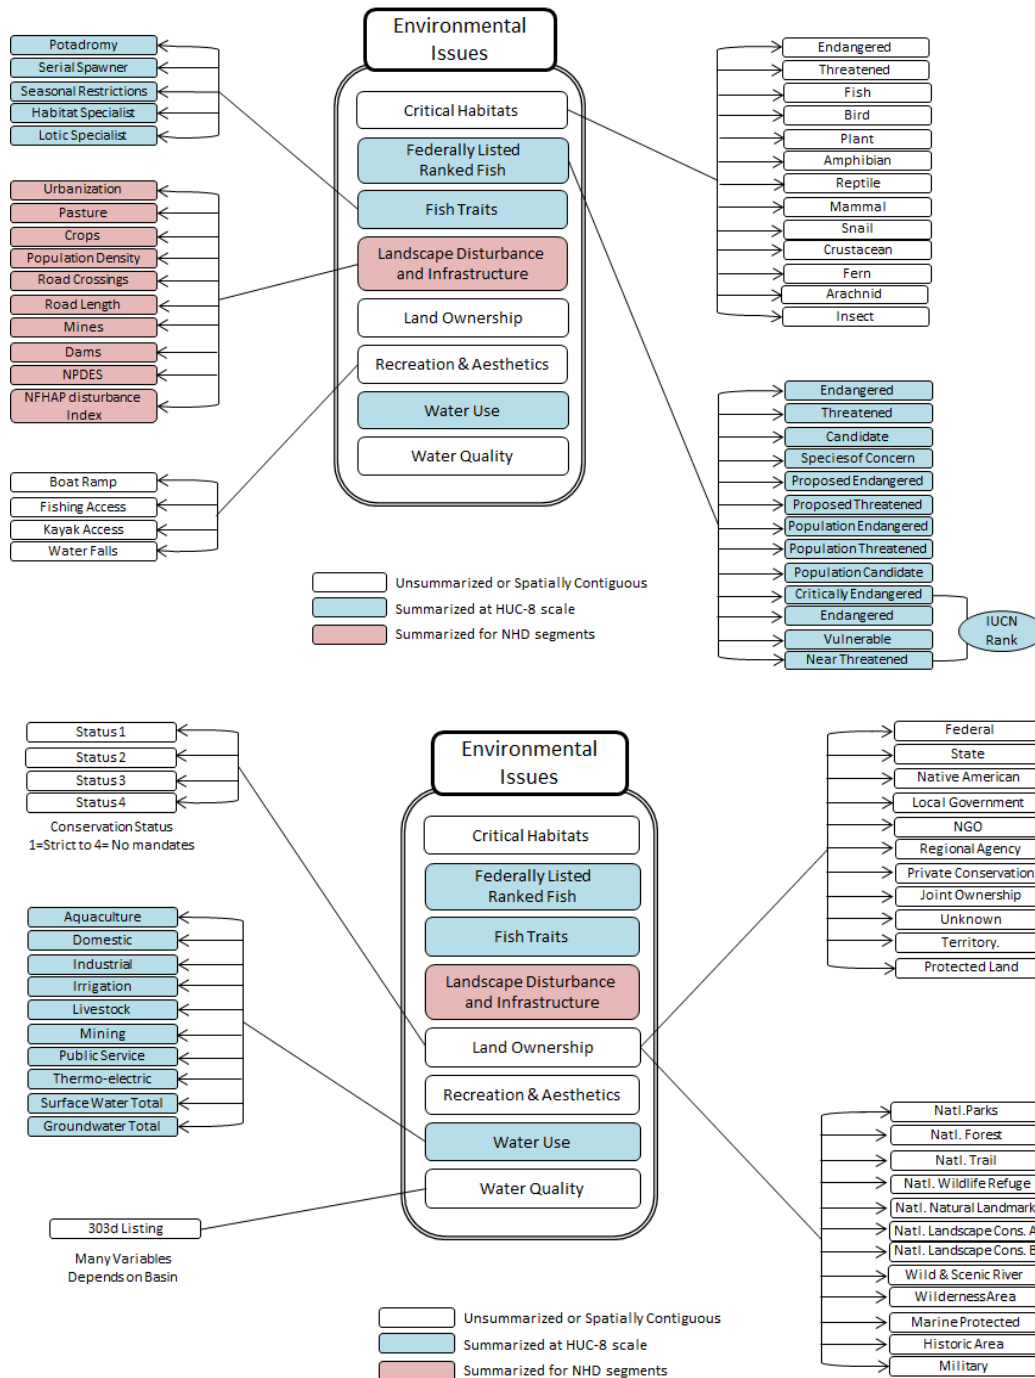 Environmental
Issues
Potadromy
Serial Spawner
Seasonal Restrictions
Habitat Specialist
Lotic Specialist
Urbanization
Pasture
Crops
Population Density
Road Crossings
Road Length
Mines
Dams
NPDES
NFHAP disturbance
Index
Boat Ramp
Fishing Access
Kayak Access
Water Falls
Critical Habitats
Federally Listed
Ranked Fish
Fish Traits
Landscape Disturbance
and Infrastructure
Land Ownership
Recreation & Aesthetics
Water Use
Water Quality
Endangered
Threatened
Fish
Bird
Plant
Amphibian
Reptile
Mammal
Snail
Crustacean
Fern
Arachnid
Insect
Endangered
Threatened
Candidate
Species of Concern
Proposed Endangered
Proposed Threatened
Population Endangered
Population Threatened
Population Candidate
Critically Endangered
Endangered
Vulnerable
Near Threatened
IUCN
Rank
Unsummarized or Spatially Contiguous
Summarized at HUC-8 scale
Summarized for NHD segments
Environmental
Issues
Status 1
Status 2
Status 3
Status 4
Conservation Status
1=Strict to 4= No mandates
Aquaculture
Domestic
Industrial
Irrigation
Livestock
Mining
Public Service
Thermo-electric
Surface Water Total
Groundwater Total
303d Listing
Many Variables
Depends on Basin
Critical Habitats
Federally Listed
Ranked Fish
Fish Traits
Landscape Disturbance
and Infrastructure
Land Ownership
Recreation & Aesthetics
Water Use
Water Quality
Federal
State
Native American
Local Government
NGO
Regional Agency
Private Conservation
Joint Ownership
Unknown
Territory.
Protected Land
Natl.Parks
Natl. Forest
Natl. Trail
Natl. Wildlife Refuge
Natl. Natural Landmark
Natl. Landscape Cons. A
Natl. Landscape Cons. B
Wild & Scenic River
Wilderness Area
Marine Protected
Historic Area
Military
Unsummarized or Spatially Contiguous
Summarized at HUC-8 scale
Summarized for NHD segments